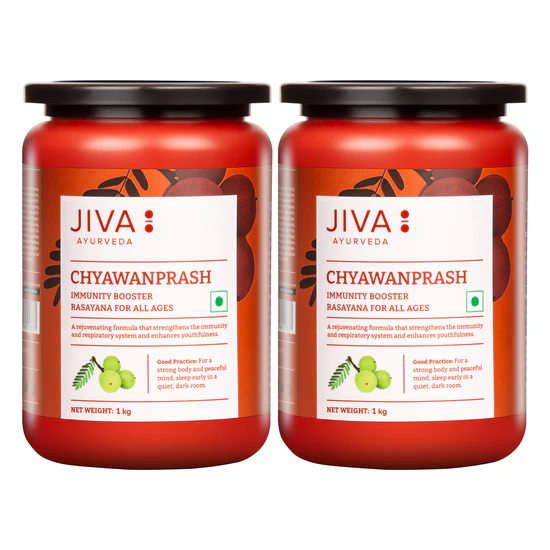 JIVA
AYURVEDA
CHYAWANPRASH
IMMUNITY BOOSTER
RASAYANA FOR ALL AGES
A rejuvenating formula that strengthens the immunity
and respiratory system and enhances youthfulness.
Good Practice: For a
strong body and peaceful
mind, sleep early in a
quiet, dark room.
NET WEIGHT: 1 kg
JIVA
AYURVEDA
CHYAWANPRASH
IMMUNITY BOOSTER
RASAYANA FOR ALL AGES
A rejuvenating formula that strengthens the immunity
and respiratory system and enhances youthfulness.
Good Practice: For a
strong body and peaceful
mind, sleep early in a
quiet, dark room.
NET WEIGHT: 1 kg